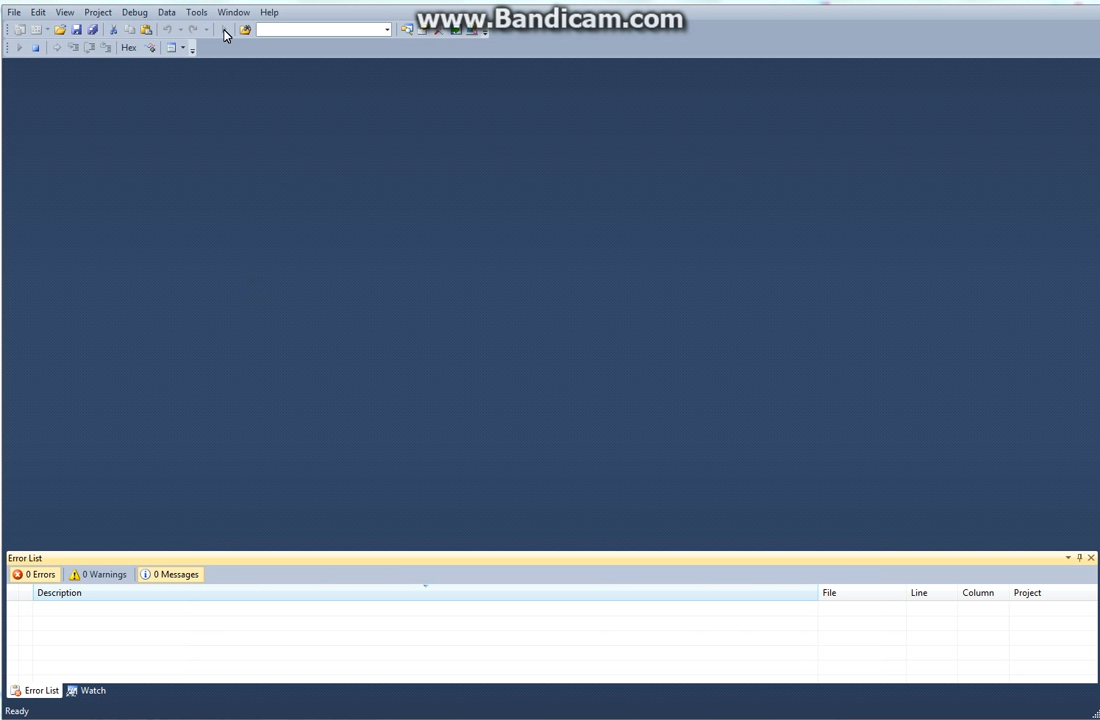 www.Bandicam.com
File Edit View Project Debug Data Tools Window Help
Hex
Error List
0 Errors 0 Warnings 0 Messages
Description File Line Column Project
Error List Watch
Ready